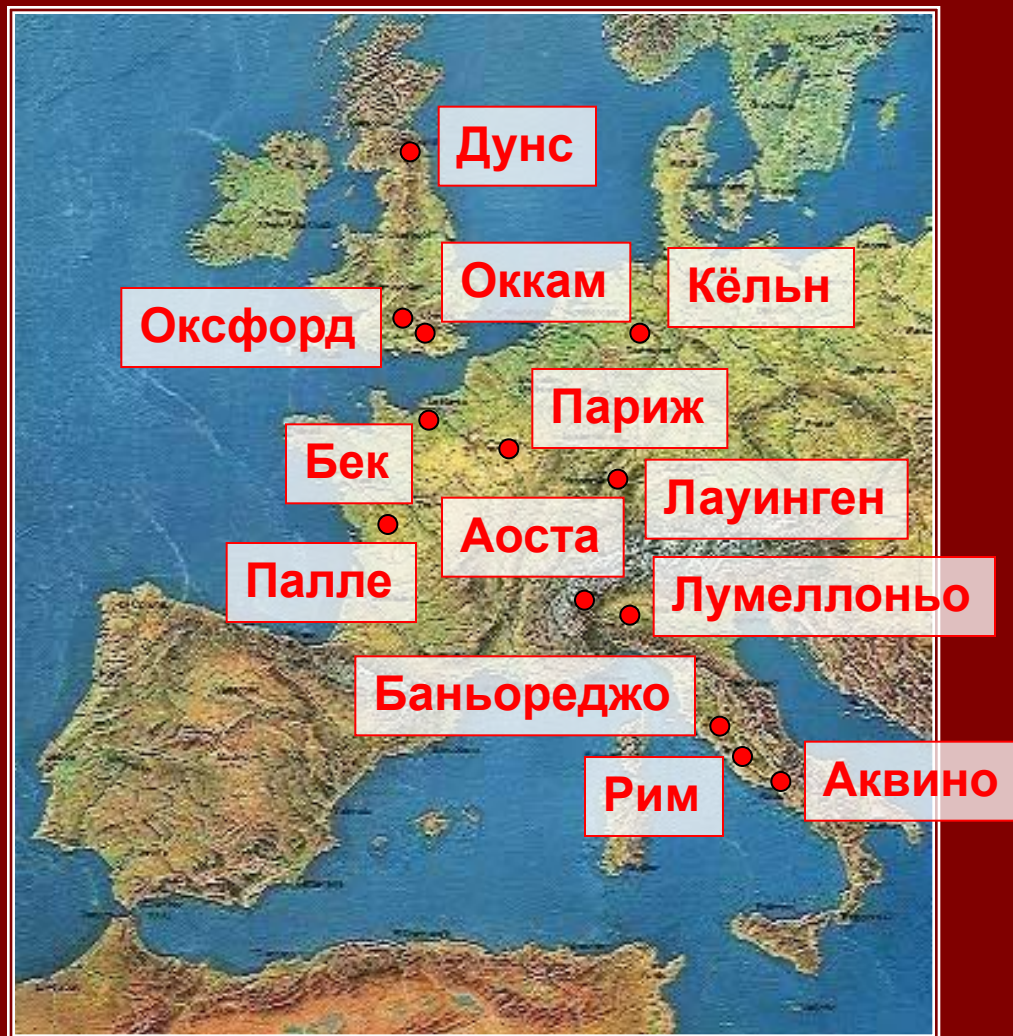 Дунс
Оккам
Кёльн
Оксфорд
Париж
Бек
Лауинген
Аоста
Палле
Лумеллоньо
Баньореджо
Рим
Аквино